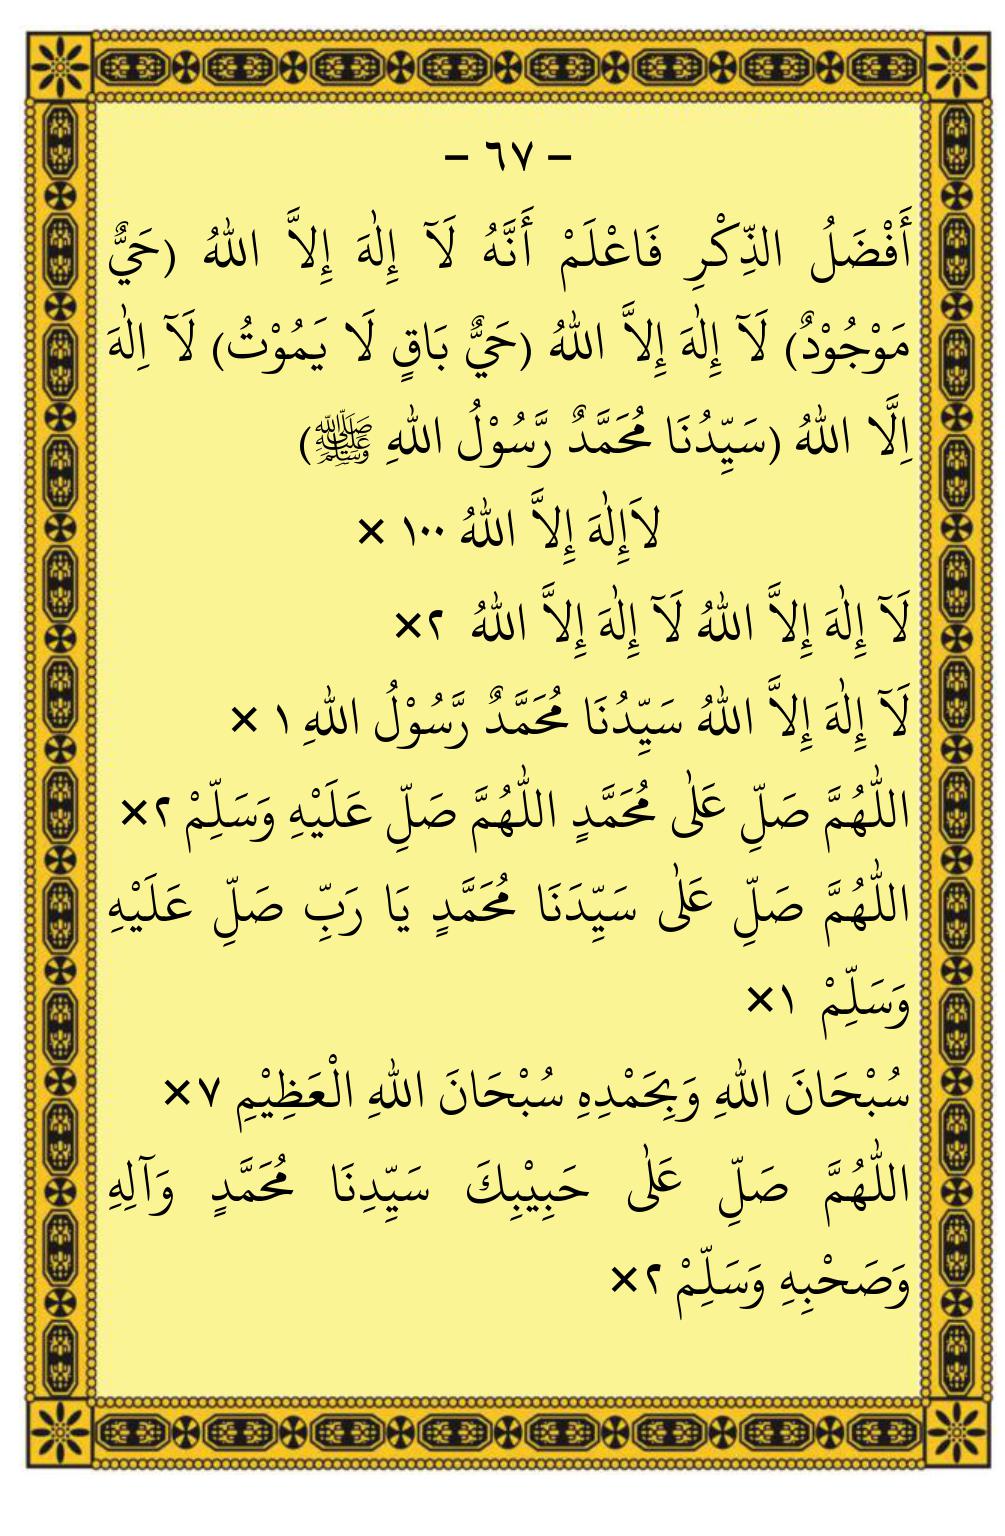 – ٦٧ –
أَفْضَلُ الذِّكْرِ فَاعْلَمْ أَنَّهُ لَآ إِلٰهَ إِلاَّ اللهُ (حَيٌّ
مَوْجُوْدٌ) لَآ إِلٰهَ إِلاَّ اللهُ (حَيٌّ بَاقٍ لَا يَمُوْتُ) لَآ اِلٰهَ
اِلَّا اللهُ (سَيِّدُنَا مُحَمَّدٌ رَّسُوْلُ اللهِ ﷺ)
لاَإِلٰهَ إِلاَّ اللهُ ١٠٠ ×
لَآ إِلٰهَ إِلاَّ اللهُ لَآ إِلٰهَ إِلاَّ اللهُ ٢×
لَآ إِلٰهَ إِلاَّ اللهُ سَيِّدُنَا مُحَمَّدٌ رَّسُوْلُ اللهِ ١ ×
اللّٰهُمَّ صَلِّ عَلٰى مُحَمَّدٍ اللّٰهُمَّ صَلِّ عَلَيْهِ وَسَلِّمْ ٢×
اللّٰهُمَّ صَلِّ عَلٰى سَيِّدَنَا مُحَمَّدٍ يَا رَبِّ صَلِّ عَلَيْهِ
وَسَلِّمْ ١×
سُبْحَانَ اللهِ وَبِحَمْدِهِ سُبْحَانَ اللهِ الْعَظِيْمِ ٧×
اللّٰهُمَّ صَلِّ عَلٰى حَبِيْبِكَ سَيِّدِنَا مُحَمَّدٍ وَآلِهِ
وَصَحْبِهِ وَسَلِّمْ ٢×